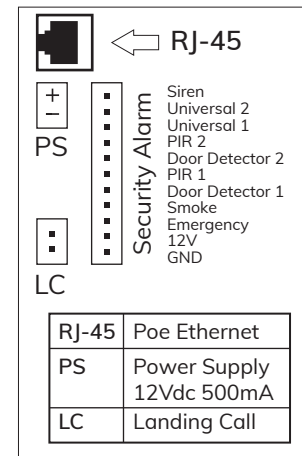 RJ-45
+
–
PS
LC
Security Alarm
Siren
Universal 2
Universal 1
PIR 2
Door Detector 2
PIR 1
Door Detector 1
Smoke
Emergency
12V
GND
RJ-45 Poe Ethernet
PS Power Supply
12Vdc 500mA
LC Landing Call